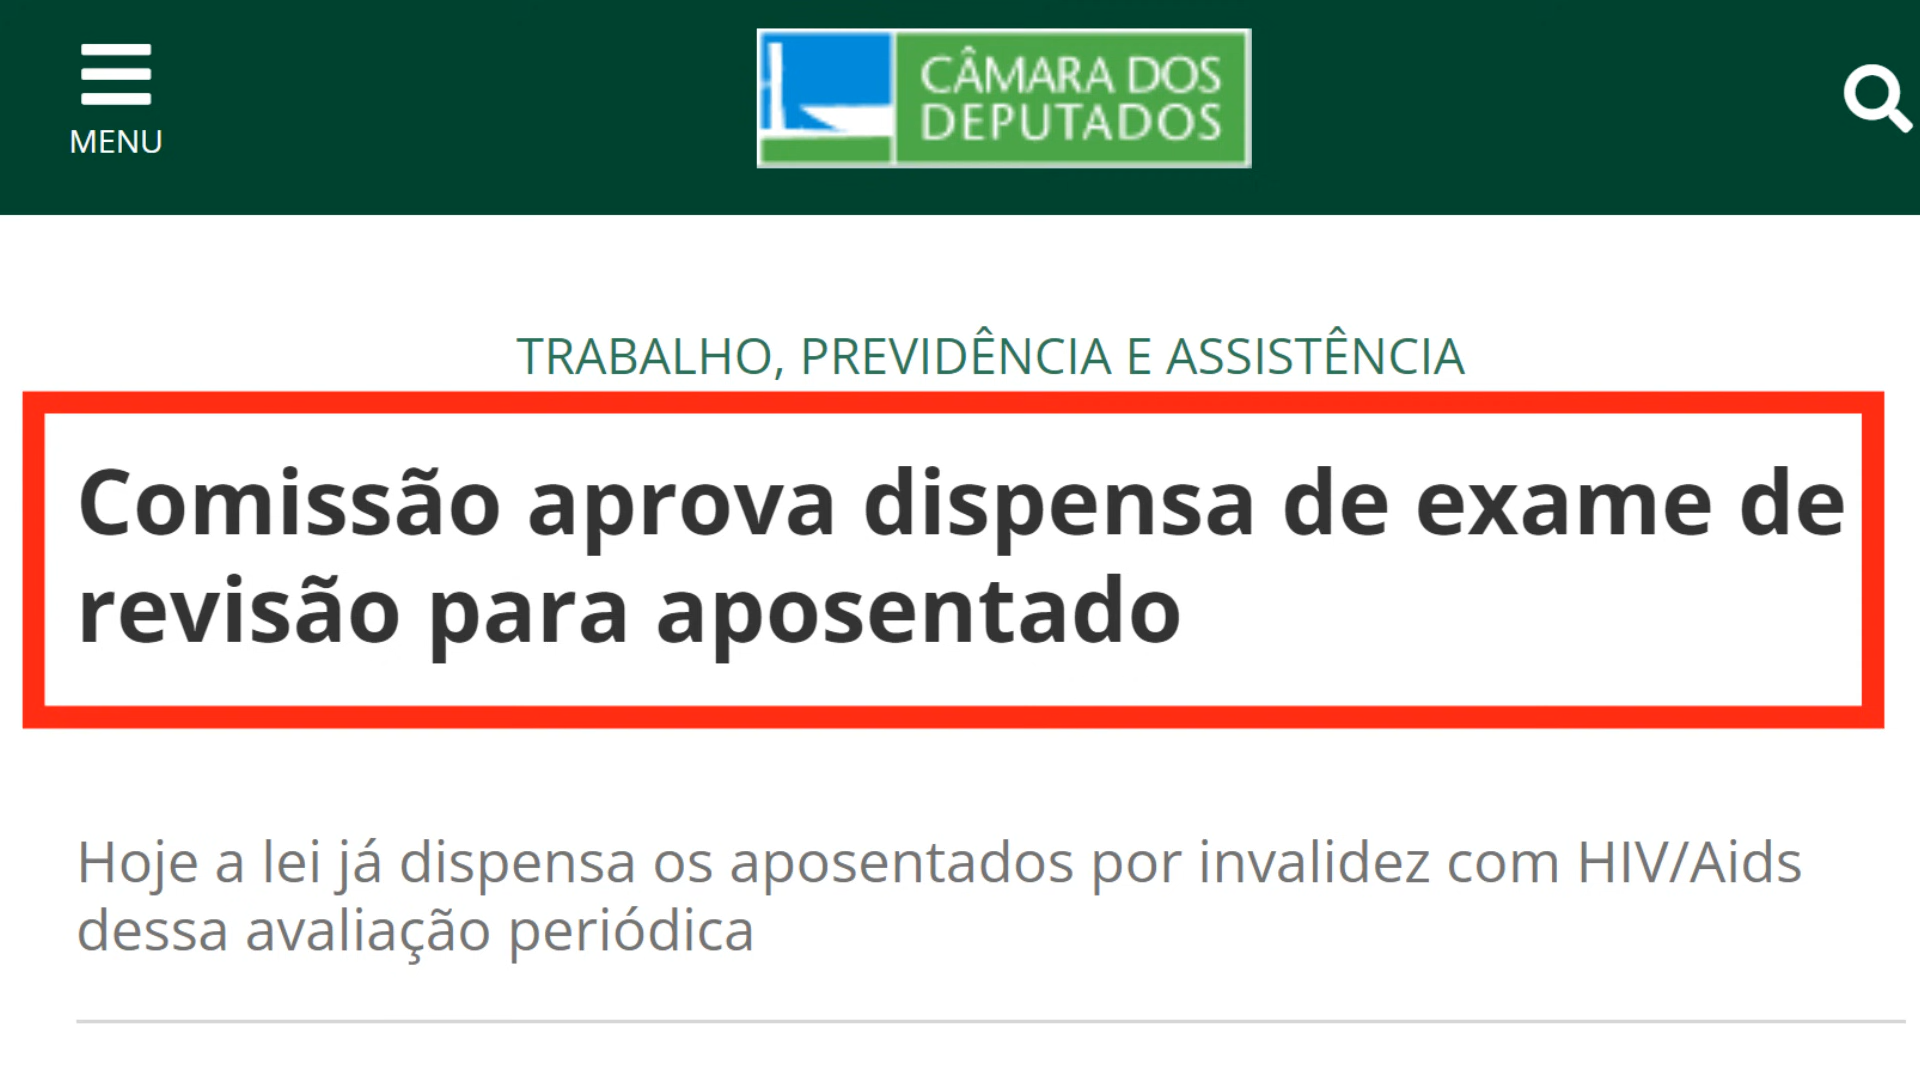 MENU
CÂMARA DOS
DEPUTADOS
TRABALHO, PREVIDÊNCIA E ASSISTÊNCIA
Comissão aprova dispensa de exame de
revisão para aposentado
Hoje a lei já dispensa os aposentados por invalidez com HIV/Aids
dessa avaliação periódica